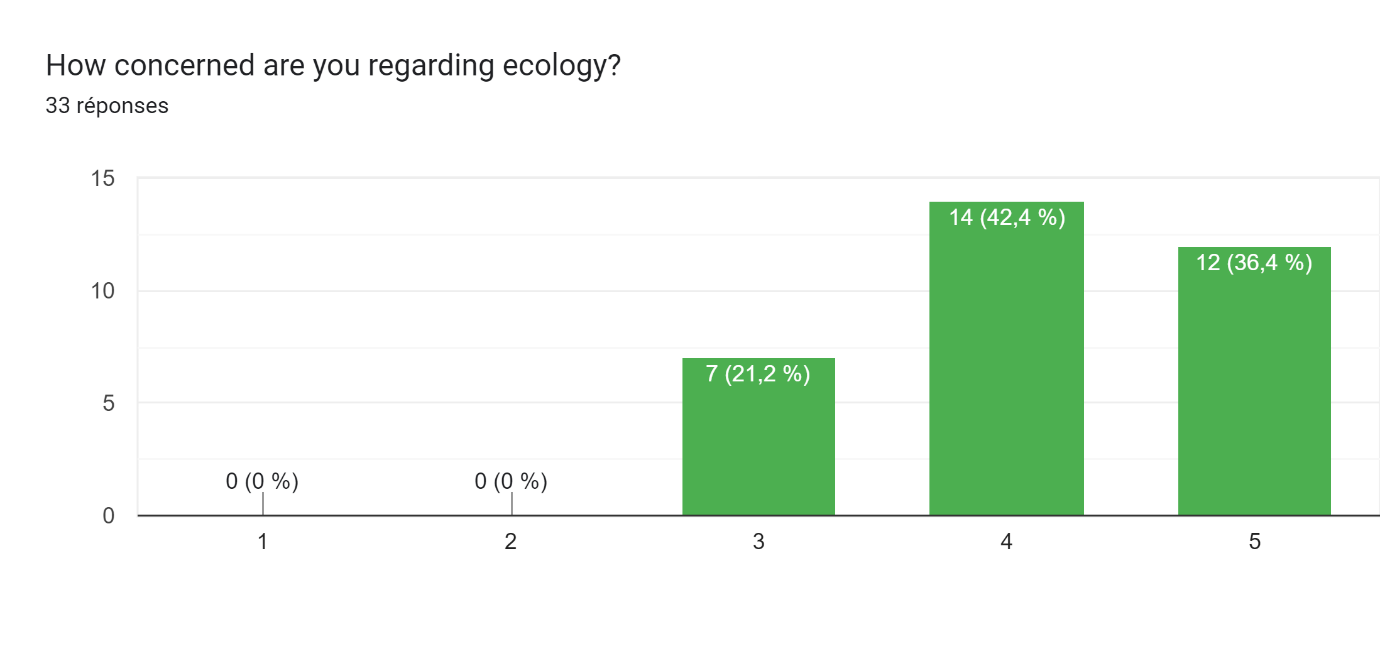 How concerned are you regarding ecology?
33 réponses
15
10
5
0
0 (0 %)
0 (0 %)
7 (21,2 %)
14 (42,4 %)
12 (36,4 %)
1
2
3
4
5